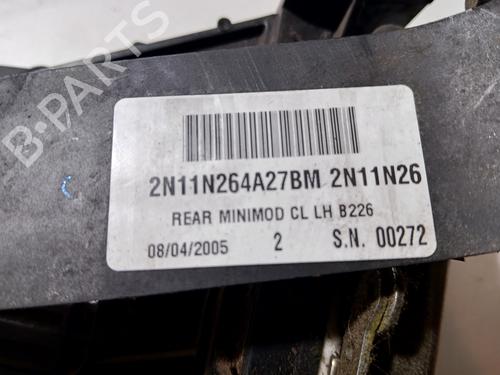 B-PARTS
2N11N264A27BM 2N11N26
REAR MINIMOD CL LH B226
08/04/2005 2 S.N. 00272